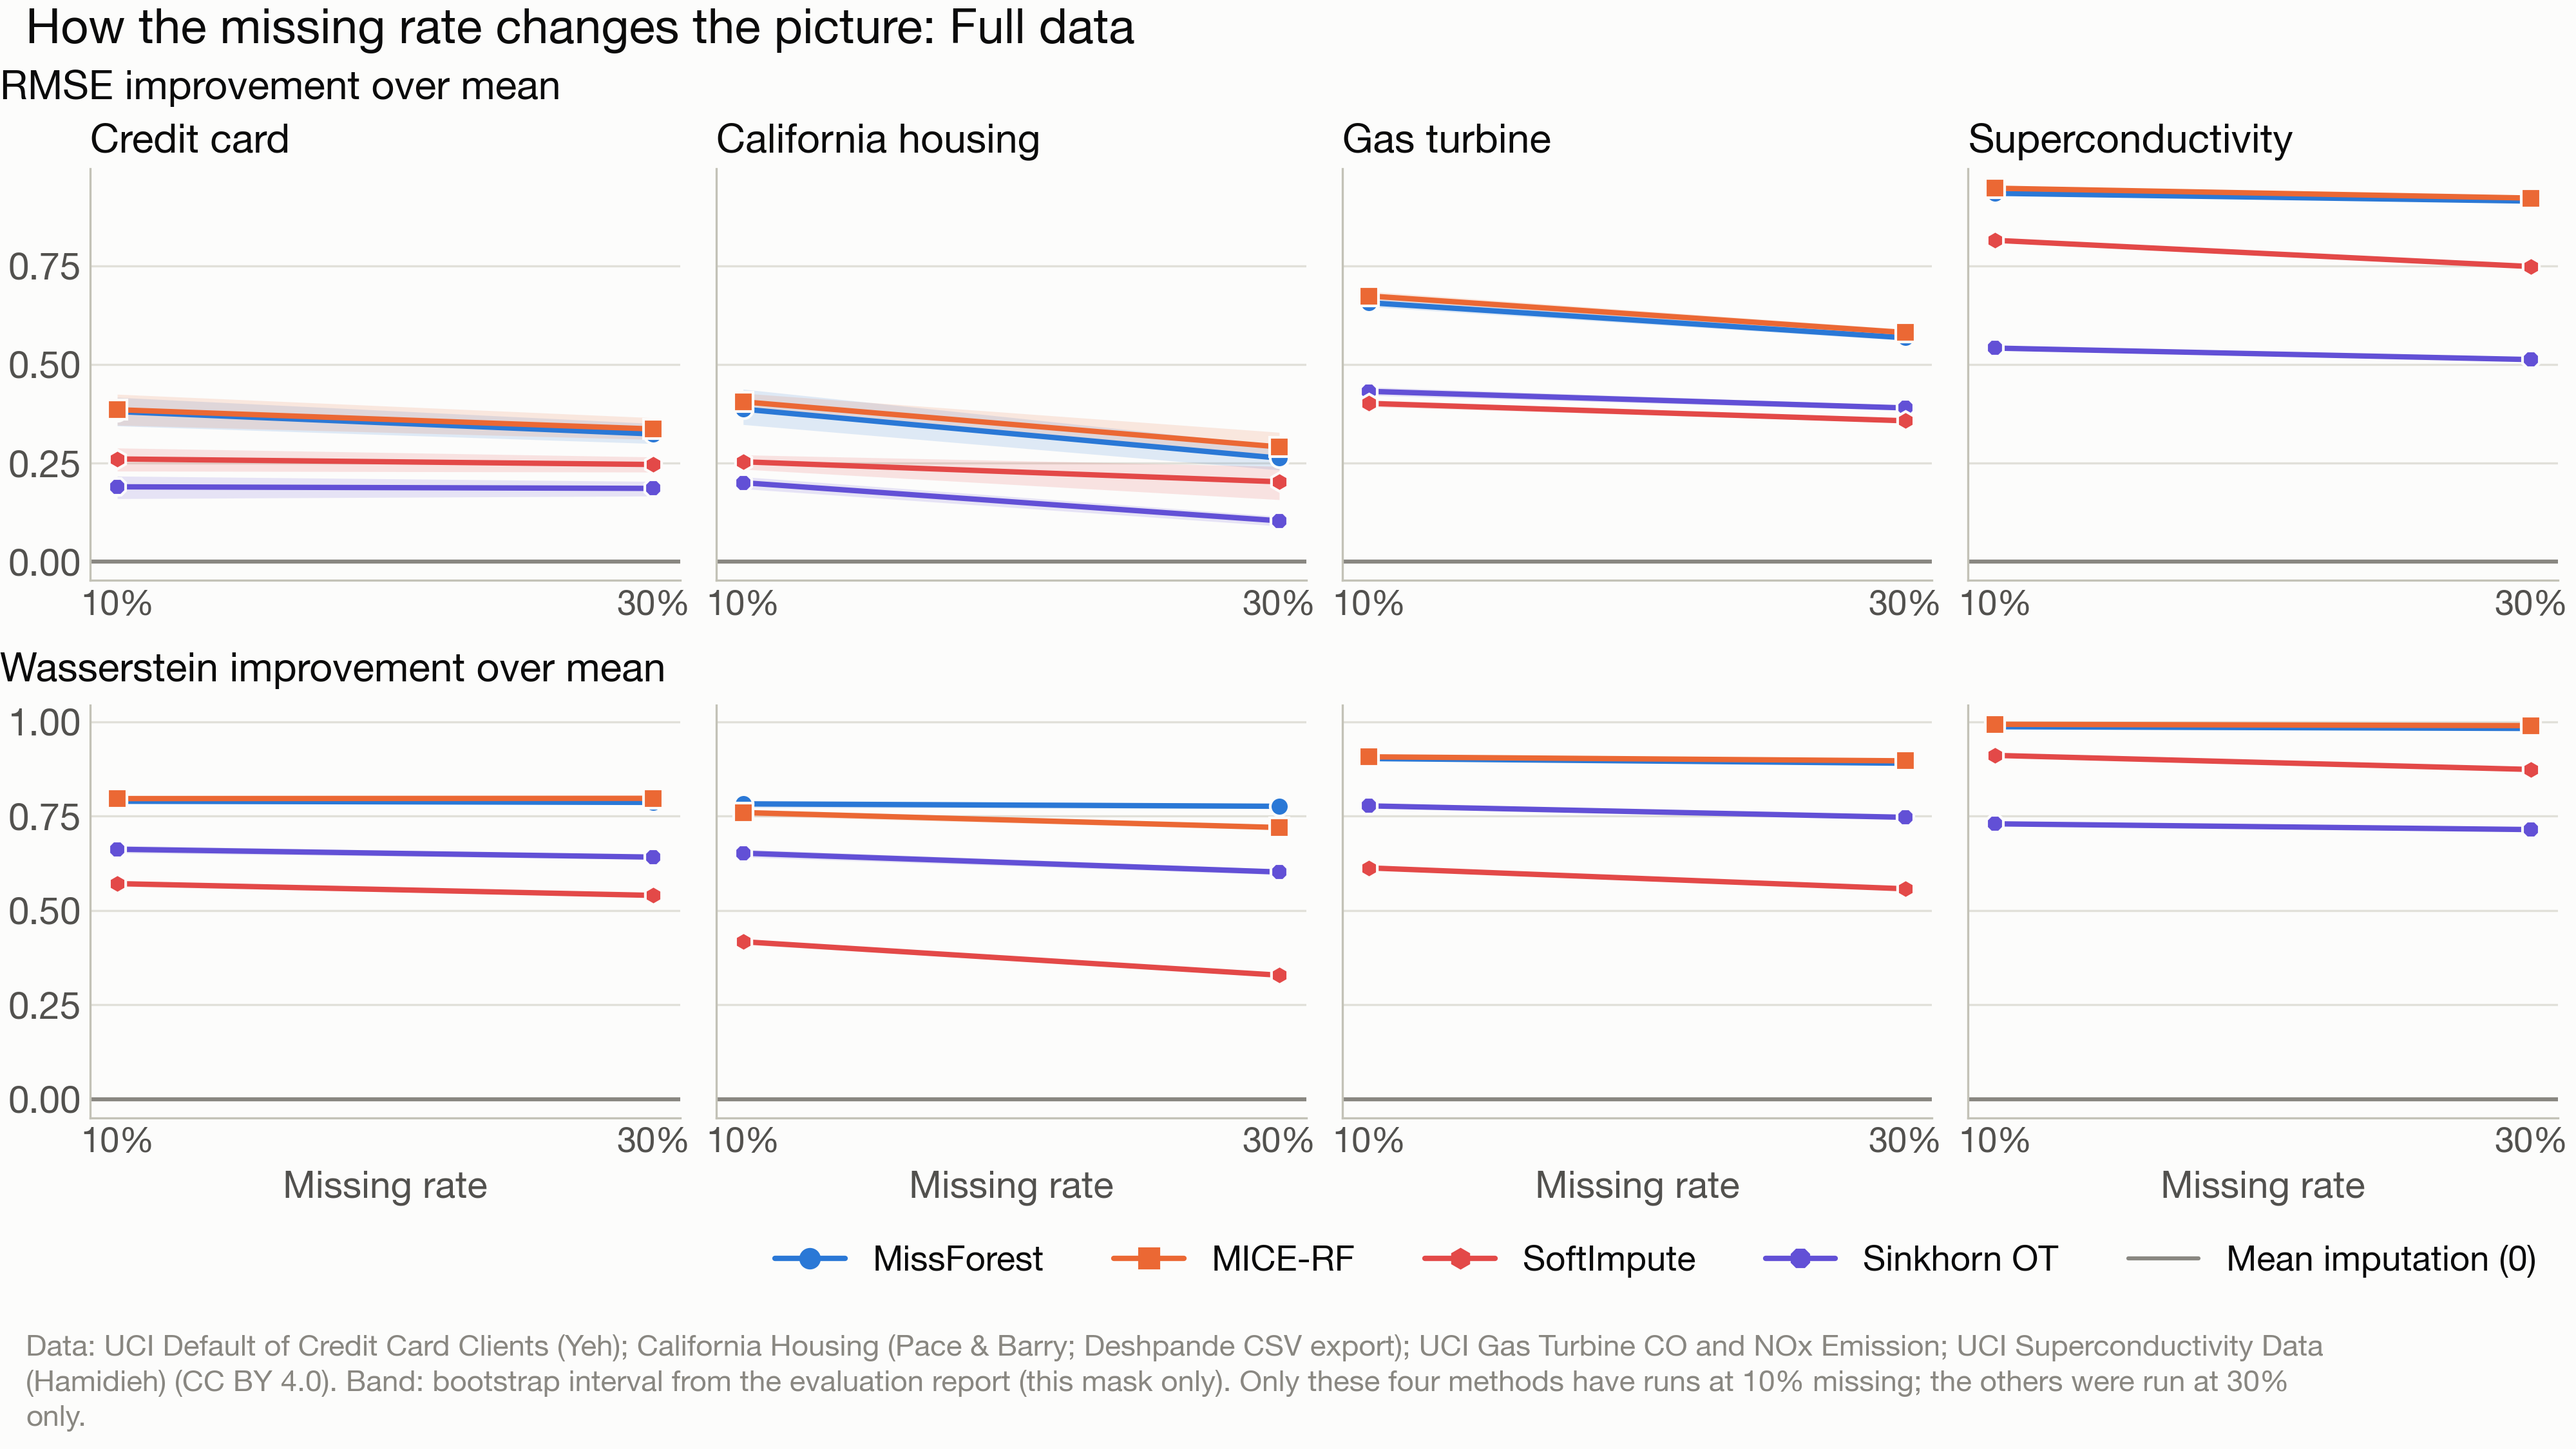 How the missing rate changes the picture: Full data
RMSE improvement over mean
Credit card California housing Gas turbine Superconductivity
0.75
0.50
0.25
0.00
10% 30% 10% 30% 10% 30% 10% 30%
Wasserstein improvement over mean
1.00
0.75
0.50
0.25
0.00
10% 30% 10% 30% 10% 30% 10% 30%
Missing rate Missing rate Missing rate Missing rate
MissForest MICE-RF SoftImpute Sinkhorn OT Mean imputation (0)
Data: UCI Default of Credit Card Clients (Yeh); California Housing (Pace & Barry; Deshpande CSV export); UCI Gas Turbine CO and NOx Emission; UCI Superconductivity Data
(Hamidieh) (CC BY 4.0). Band: bootstrap interval from the evaluation report (this mask only). Only these four methods have runs at 10% missing; the others were run at 30%
only.